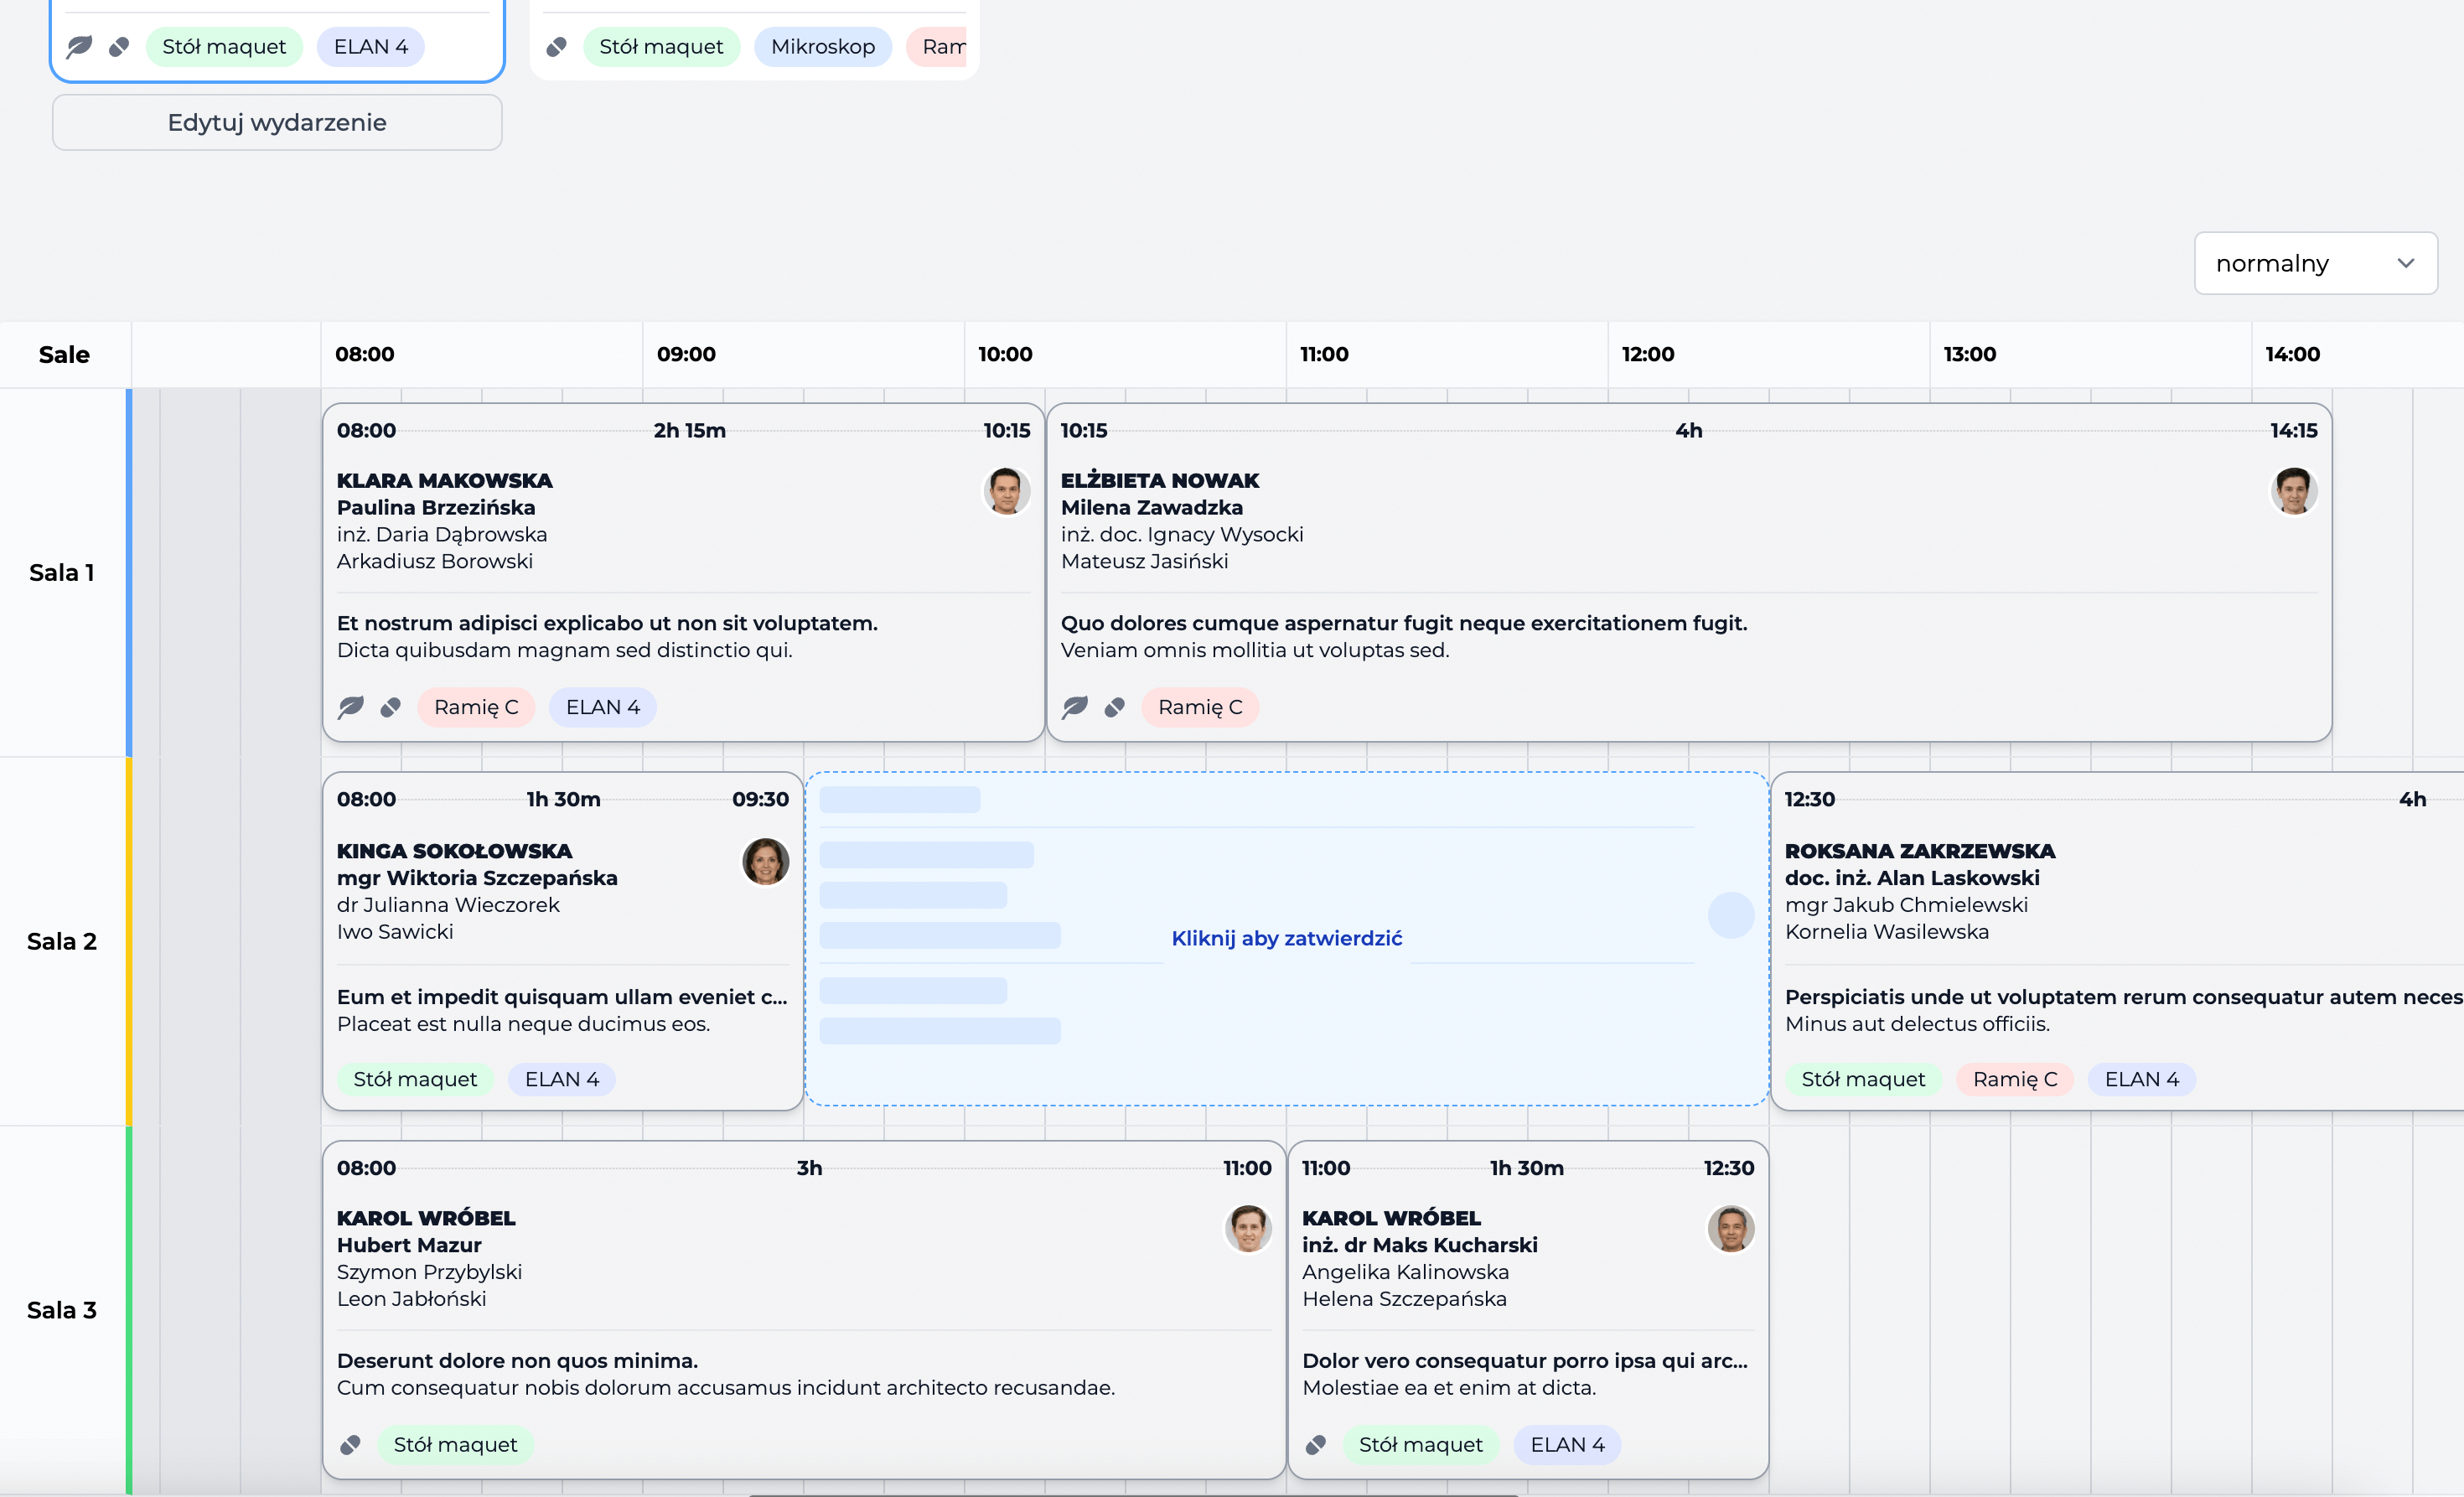 Stół maquet ELAN 4
Stół maquet Mikroskop Ram
Edytuj wydarzenie
normalny
Sale 08:00 09:00 10:00 11:00 12:00 13:00 14:00
Sala 1
08:00 2h 15m 10:15
KLARA MAKOWSKA
Paulina Brzezińska
inż. Daria Dąbrowska
Arkadiusz Borowski
Et nostrum adipisci explicabo ut non sit voluptatem.
Dicta quibusdam magnam sed distinctio qui.
Ramię C ELAN 4
10:15 4h 14:15
ELŻBIETA NOWAK
Milena Zawadzka
inż. doc. Ignacy Wysocki
Mateusz Jasiński
Quo dolores cumque aspernatur fugit neque exercitationem fugit.
Veniam omnis mollitia ut voluptas sed.
Ramię C
Sala 2
08:00 1h 30m 09:30
KINGA SOKOŁOWSKA
mgr Wiktoria Szczepańska
dr Julianna Wieczorek
Iwo Sawicki
Eum et impedit quisquam ullam eveniet c...
Placeat est nulla neque ducimus eos.
Stół maquet ELAN 4
Kliknij aby zatwierdzić
12:30 4h
ROKSANA ZAKRZEWSKA
doc. inż. Alan Laskowski
mgr Jakub Chmielewski
Kornelia Wasilewska
Perspiciatis unde ut voluptatem rerum consequatur autem neces
Minus aut delectus officiis.
Stół maquet Ramię C ELAN 4
Sala 3
08:00 3h 11:00
KAROL WRÓBEL
Hubert Mazur
Szymon Przybylski
Leon Jabłoński
Deserunt dolore non quos minima.
Cum consequatur nobis dolorum accusamus incidunt architecto recusandae.
Stół maquet
11:00 1h 30m 12:30
KAROL WRÓBEL
inż. dr Maks Kucharski
Angelika Kalinowska
Helena Szczepańska
Dolor vero consequatur porro ipsa qui arc...
Molestiae ea et enim at dicta.
Stół maquet ELAN 4